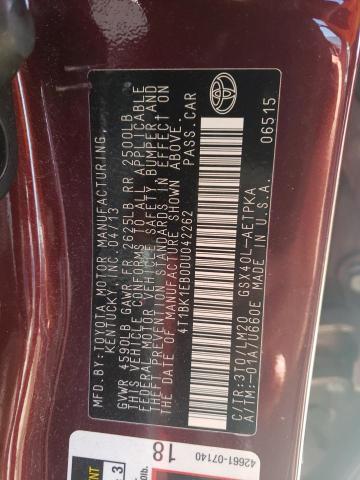 MFD.BY:TOYOTA MOTOR MANUFACTURING,
KENTUCKY, INC. 04/13
GVWR 4590LB GAWR FR 2625LB RR 2500LB
THIS VEHICLE CONFORMS TO ALL APPLICABLE
FEDERAL MOTOR VEHICLE SAFETY BUMPER,AND
THEFT PREVENTION STANDARDS IN EFFECT ON
THE DATE OF MANUFACTURE SHOWN ABOVE.
4T1BK1EB0DU042262 PASS.CAR
C/TR:3T0/LM20 GSX40L-AETPKA
A/TM:-01A/U660E MADE IN U.S.A. 06515
42661-07140
18
3